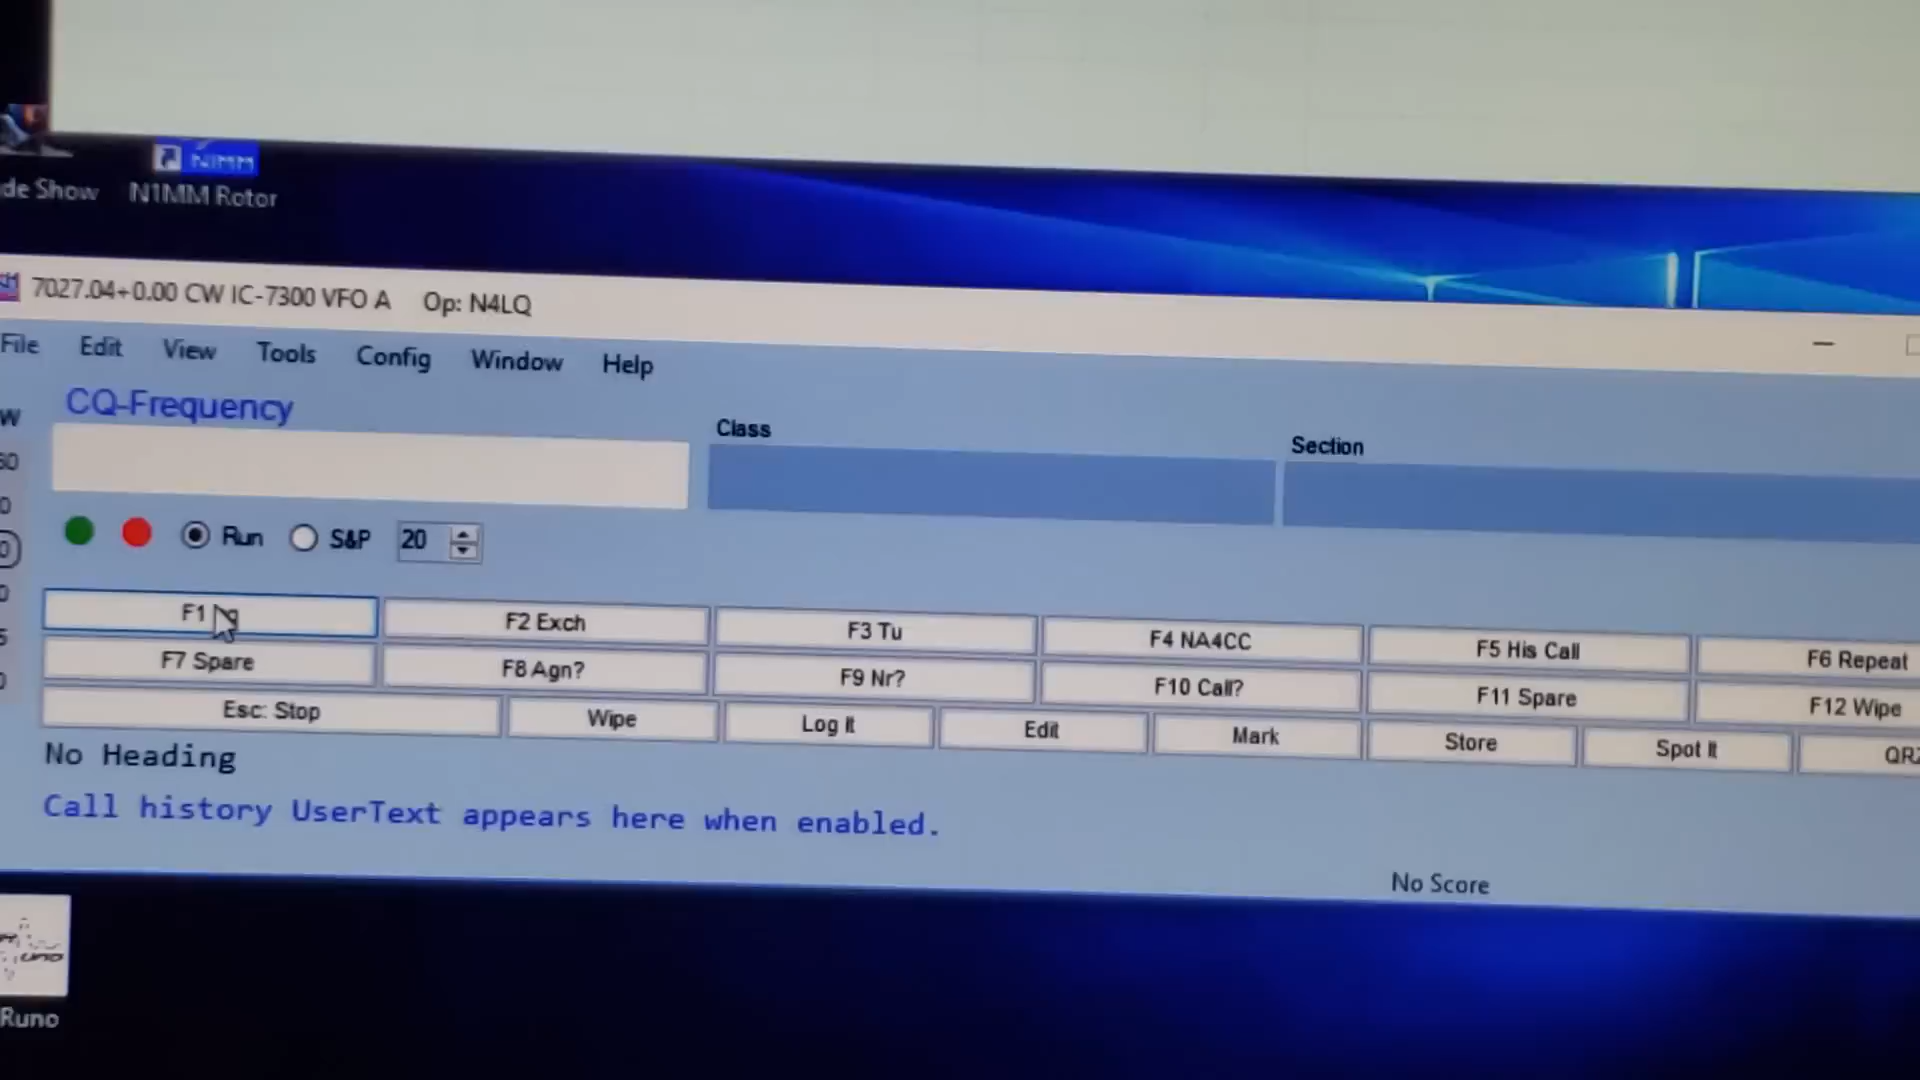 N1MM
de Show
N1MM Rotor
7027.04+0.00 CW IC-7300 VFO A Op: N4LQ
File Edit View Tools Config Window Help
CQ-Frequency
Class
Section
Run S&P 20
F1
F2 Exch
F3 Tu
F4 NA4CC
F5 His Call
F6 Repeat
F7 Spare
F8 Agn?
F9 Nr?
F10 Call?
F11 Spare
F12 Wipe
Esc: Stop
Wipe
Log It
Edit
Mark
Store
Spot It
QRZ
No Heading
Call history UserText appears here when enabled.
No Score
Runo